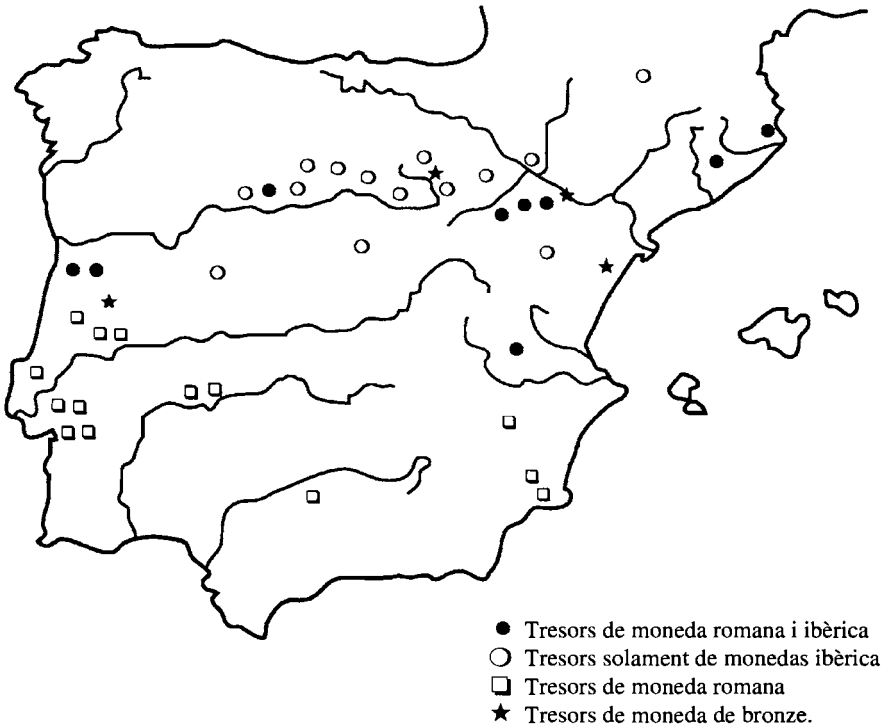 Tresors de moneda romana i ibèrica
Tresors solament de monedas ibèrica
Tresors de moneda romana
Tresors de moneda de bronze.